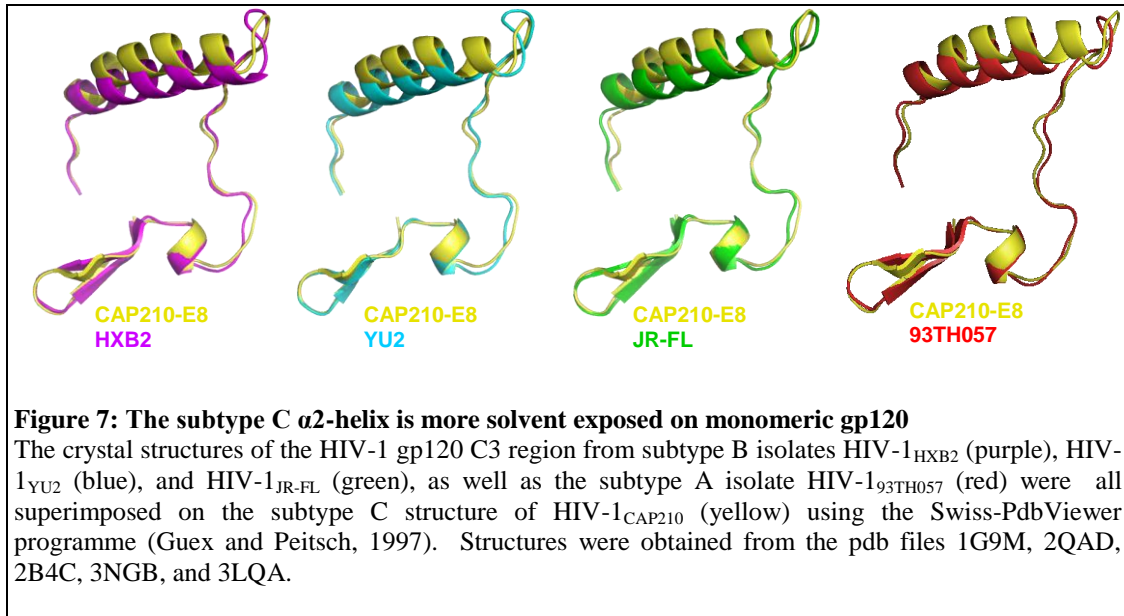 CAP210-E8
HXB2
CAP210-E8
YU2
CAP210-E8
JR-FL
CAP210-E8
93TH057
Figure 7: The subtype C α2-helix is more solvent exposed on monomeric gp120
The crystal structures of the HIV-1 gp120 C3 region from subtype B isolates HIV-1HXB2 (purple), HIV-
1YU2 (blue), and HIV-1JR-FL (green), as well as the subtype A isolate HIV-193TH057 (red) were all
superimposed on the subtype C structure of HIV-1CAP210 (yellow) using the Swiss-PdbViewer
programme (Guex and Peitsch, 1997). Structures were obtained from the pdb files 1G9M, 2QAD,
2B4C, 3NGB, and 3LQA.